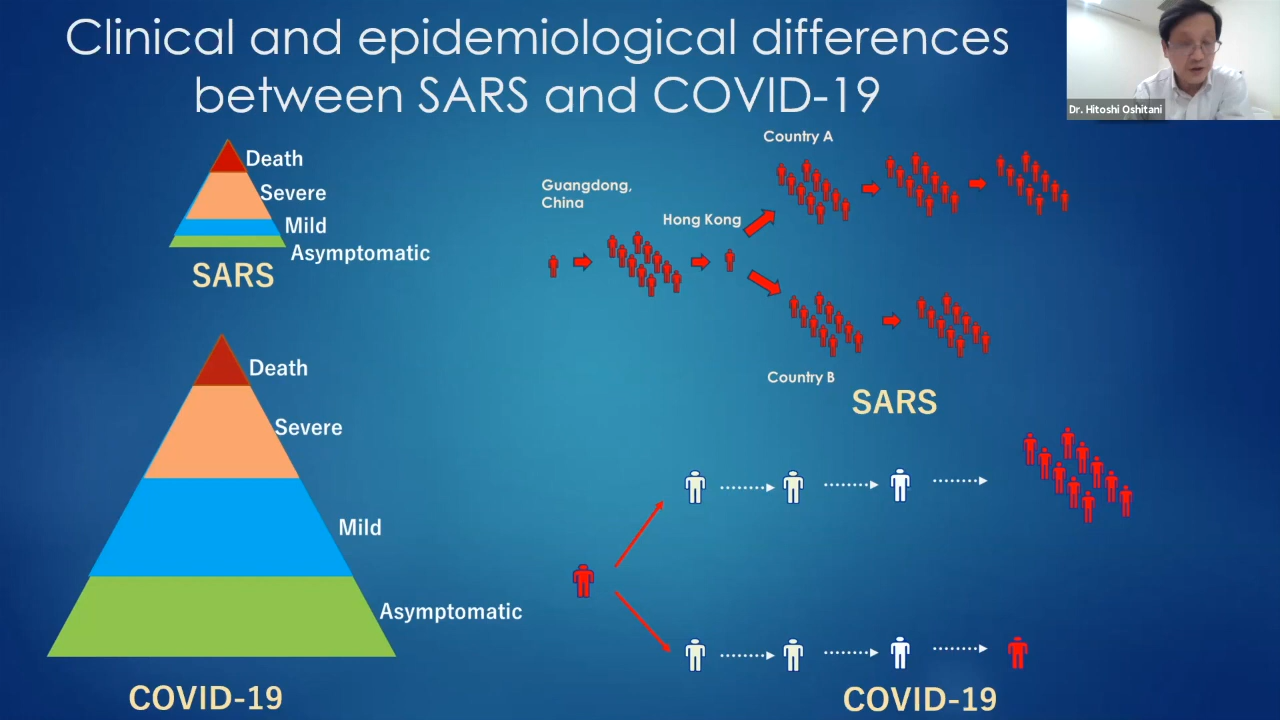 Clinical and epidemiological differences
between SARS and COVID-19
Dr. Hitoshi Oshitani
Death
Severe
Mild
Asymptomatic
SARS
Death
Severe
Mild
Asymptomatic
COVID-19
Country A
Guangdong,
China
Hong Kong
Country B
SARS
COVID-19